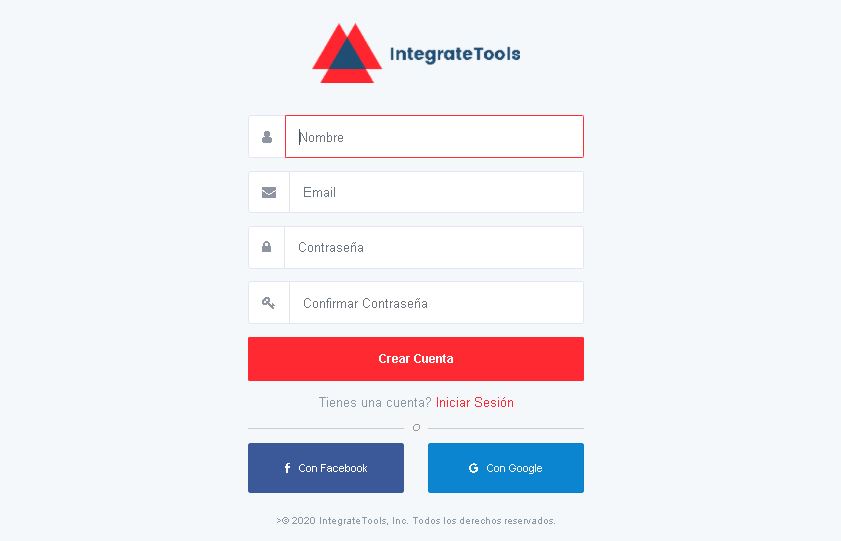 IntegrateTools
Nombre
Email
Contraseña
Confirmar Contraseña
Crear Cuenta
Tienes una cuenta? Iniciar Sesión
O
f Con Facebook
G Con Google
>© 2020 IntegrateTools, Inc. Todos los derechos reservados.